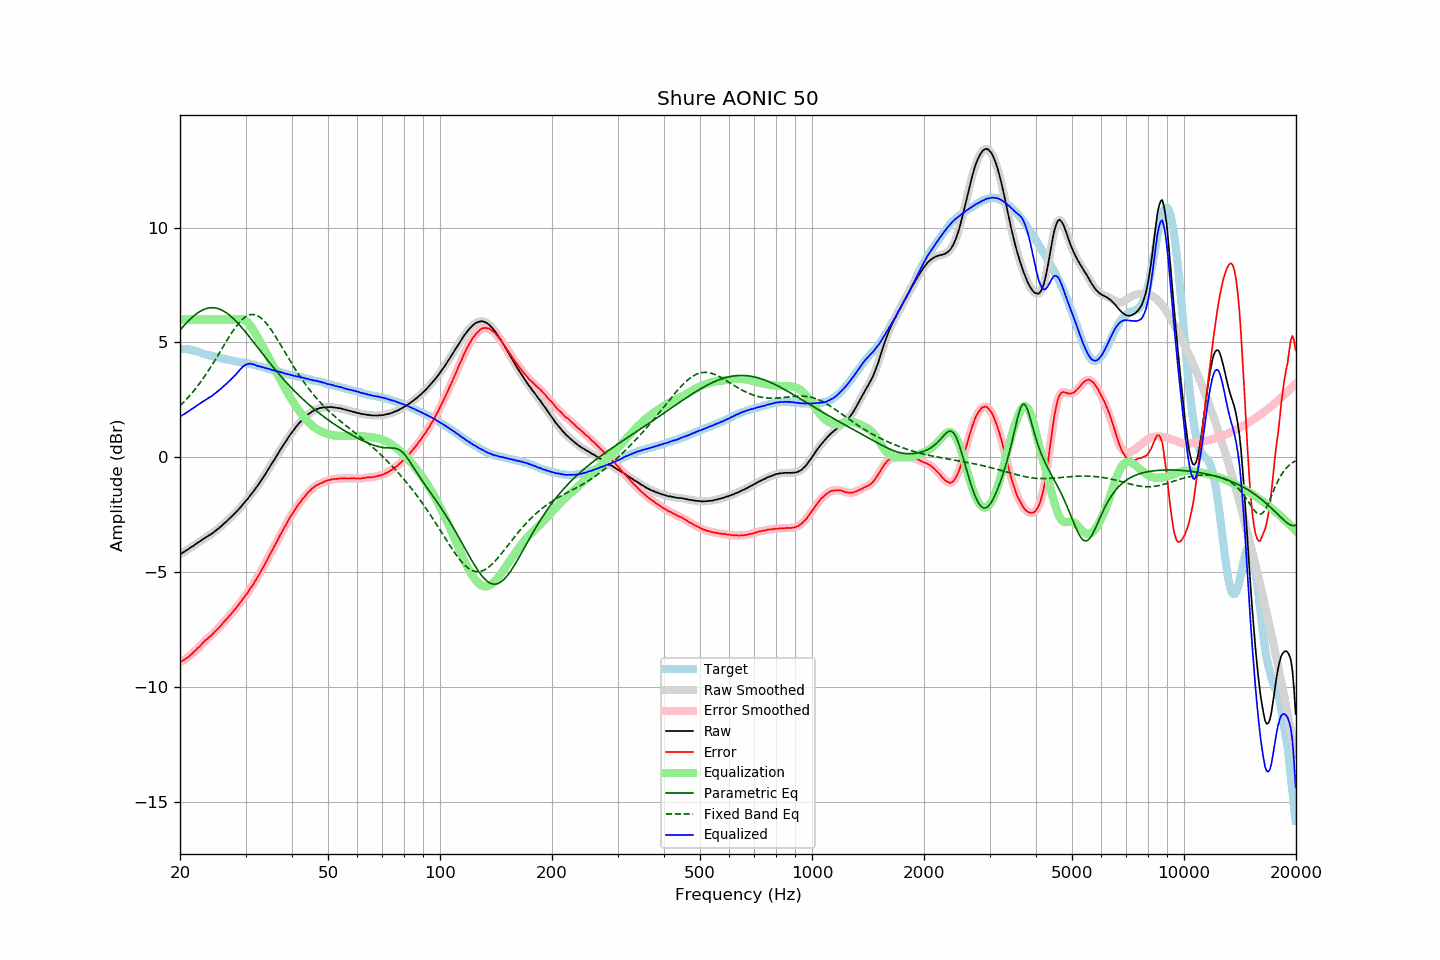 Shure AONIC 50
Amplitude (dBr)
10
5
0
−5
−10
−15
20
50
100
200
500
1000
2000
5000
10000
20000
Frequency (Hz)
Target
Raw Smoothed
Error Smoothed
Raw
Error
Equalization
Parametric Eq
Fixed Band Eq
Equalized